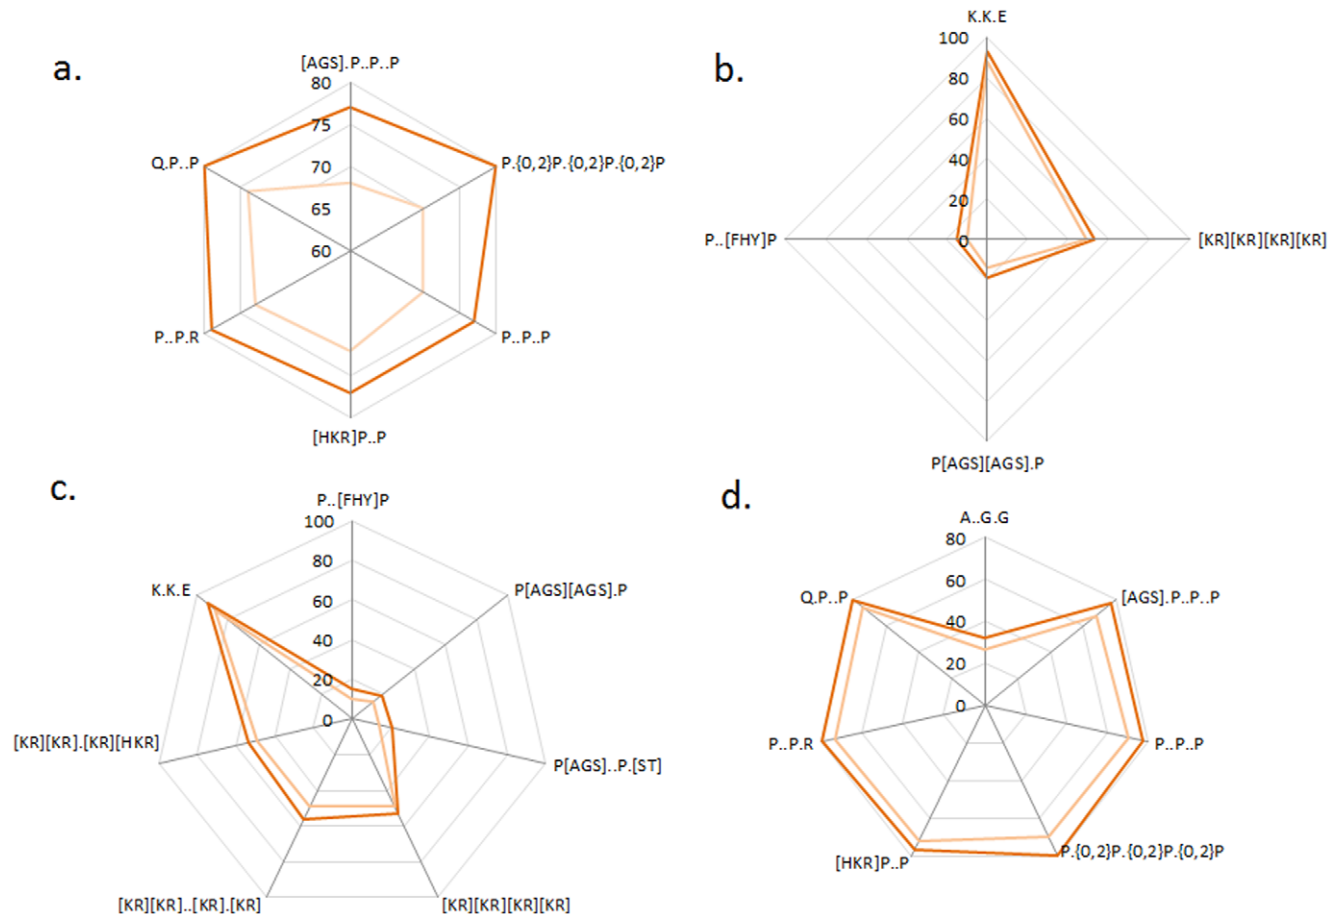 a.
[AGS].P..P..P
80
75
70
65
60
Q.P..P
P.{0,2}P.{0,2}P.{0,2}P
P..P.R
P..P..P
[HKR]P..P
b.
K.K.E
100
80
60
40
20
0
P..[FHY]P
[KR][KR][KR][KR]
P[AGS][AGS].P
c.
P..[FHY]P
100
80
60
40
20
0
K.K.E
P[AGS][AGS].P
[KR][KR].[KR][HKR]
P[AGS]..P.[ST]
[KR][KR]..[KR].[KR]
[KR][KR][KR][KR]
d.
A..G.G
80
60
40
20
0
Q.P..P
[AGS].P..P..P
P..P.R
P..P..P
[HKR]P..P
P.{0,2}P.{0,2}P.{0,2}P